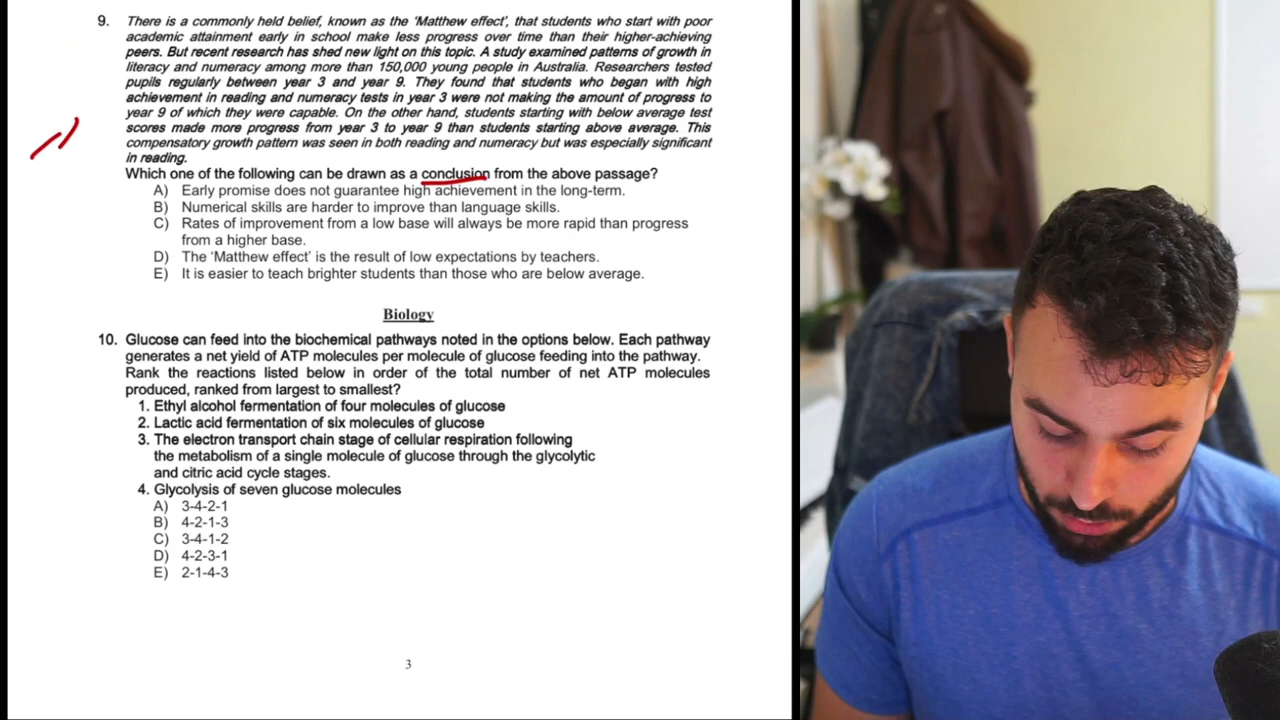 9. There is a commonly held belief, known as the ‘Matthew effect’, that students who start with poor
academic attainment early in school make less progress over time than their higher-achieving
peers. But recent research has shed new light on this topic. A study examined patterns of growth in
literacy and numeracy among more than 150,000 young people in Australia. Researchers tested
pupils regularly between year 3 and year 9. They found that students who began with high
achievement in reading and numeracy tests in year 3 were not making the amount of progress to
year 9 of which they were capable. On the other hand, students starting with below average test
scores made more progress from year 3 to year 9 than students starting above average. This
compensatory growth pattern was seen in both reading and numeracy but was especially significant
in reading.
Which one of the following can be drawn as a conclusion from the above passage?
A) Early promise does not guarantee high achievement in the long-term.
B) Numerical skills are harder to improve than language skills.
C) Rates of improvement from a low base will always be more rapid than progress
from a higher base.
D) The ‘Matthew effect’ is the result of low expectations by teachers.
E) It is easier to teach brighter students than those who are below average.
Biology
10. Glucose can feed into the biochemical pathways noted in the options below. Each pathway
generates a net yield of ATP molecules per molecule of glucose feeding into the pathway.
Rank the reactions listed below in order of the total number of net ATP molecules
produced, ranked from largest to smallest?
1. Ethyl alcohol fermentation of four molecules of glucose
2. Lactic acid fermentation of six molecules of glucose
3. The electron transport chain stage of cellular respiration following
the metabolism of a single molecule of glucose through the glycolytic
and citric acid cycle stages.
4. Glycolysis of seven glucose molecules
A) 3-4-2-1
B) 4-2-1-3
C) 3-4-1-2
D) 4-2-3-1
E) 2-1-4-3
3